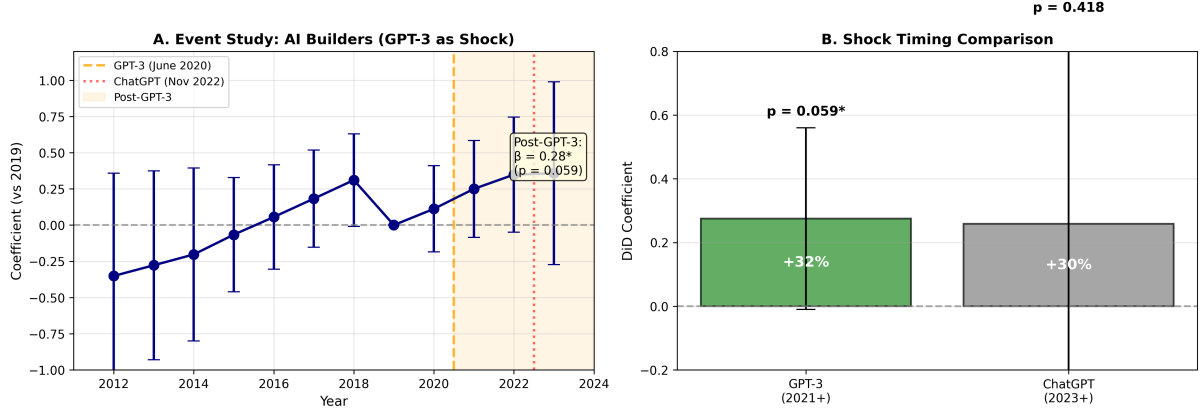 A. Event Study: AI Builders (GPT-3 as Shock)
GPT-3 (June 2020)
ChatGPT (Nov 2022)
Post-GPT-3
Post-GPT-3:
β = 0.28*
(p = 0.059)
Coefficient (vs 2019)
1.00
0.75
0.50
0.25
0.00
−0.25
−0.50
−0.75
−1.00
2012
2014
2016
2018
2020
2022
2024
Year
p = 0.418
B. Shock Timing Comparison
p = 0.059*
+32%
+30%
DiD Coefficient
0.8
0.6
0.4
0.2
0.0
−0.2
GPT-3
(2021+)
ChatGPT
(2023+)